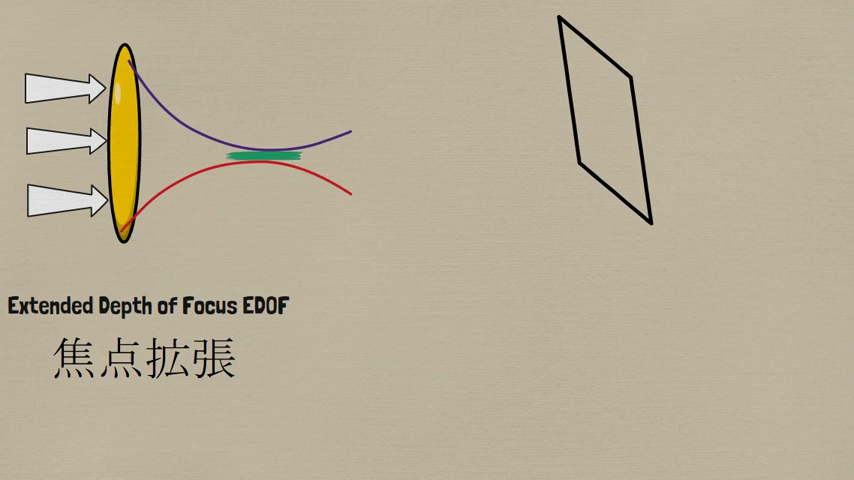 Extended Depth of Focus EDOF
焦点拡張